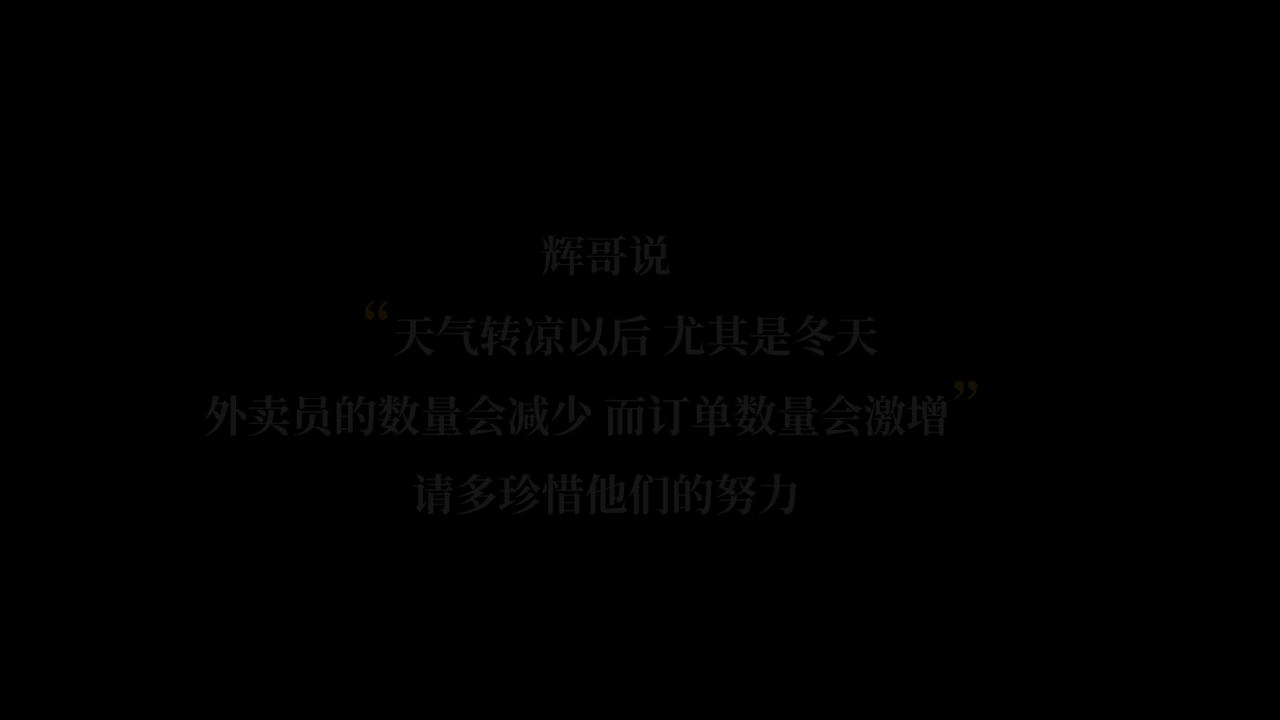 辉哥说
“天气转凉以后 尤其是冬天
外卖员的数量会减少 而订单数量会激增”
请多珍惜他们的努力